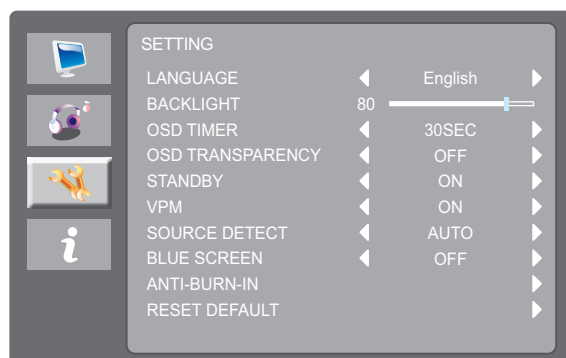 SETTING
LANGUAGE English
BACKLIGHT 80
OSD TIMER 30SEC
OSD TRANSPARENCY OFF
STANDBY ON
VPM ON
SOURCE DETECT AUTO
BLUE SCREEN OFF
ANTI-BURN-IN
RESET DEFAULT